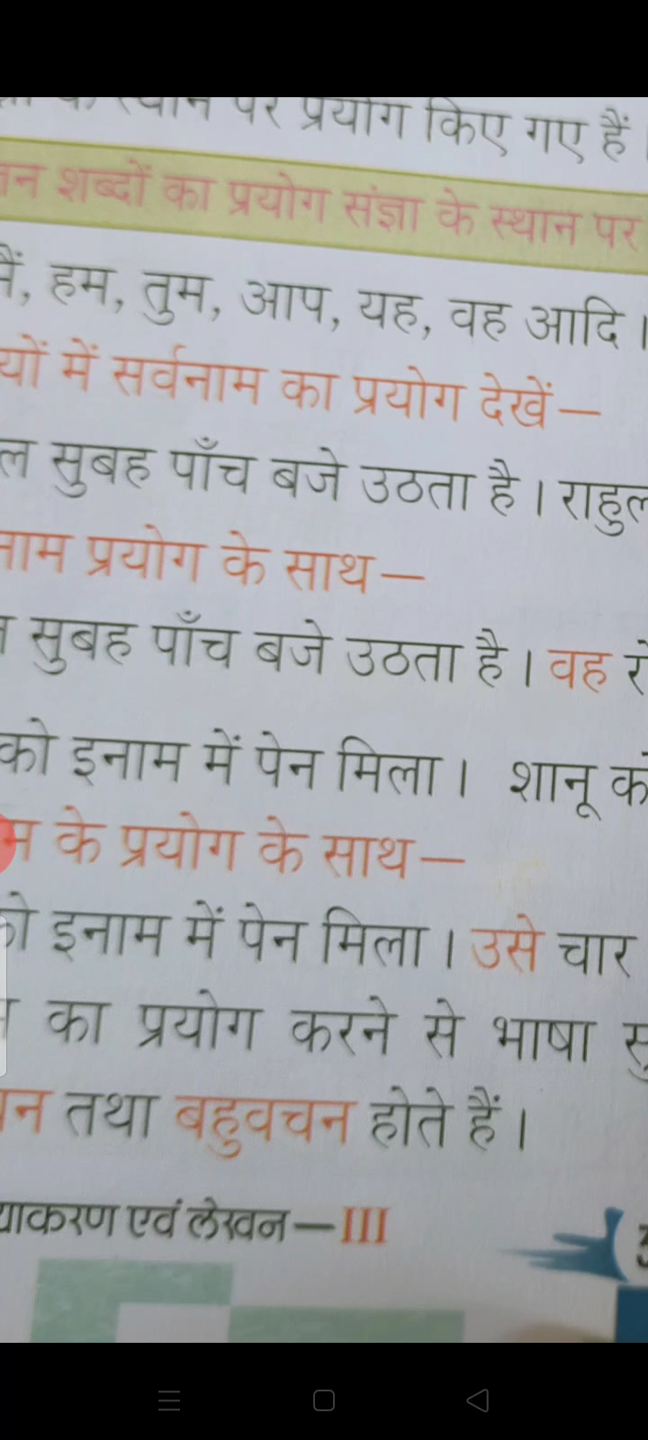 स्थान पर प्रयोग किए गए हैं।
शब्दों का प्रयोग संज्ञा के स्थान पर
हम, तुम, आप, यह, वह आदि।
में सर्वनाम का प्रयोग देखें—
सुबह पाँच बजे उठता है। राहुल
प्रयोग के साथ—
सुबह पाँच बजे उठता है। वह
को इनाम में पेन मिला। शानू
के प्रयोग के साथ—
इनाम में पेन मिला। उसे चार
का प्रयोग करने से भाषा
तथा बहुवचन होते हैं।
एवं लेखन—III